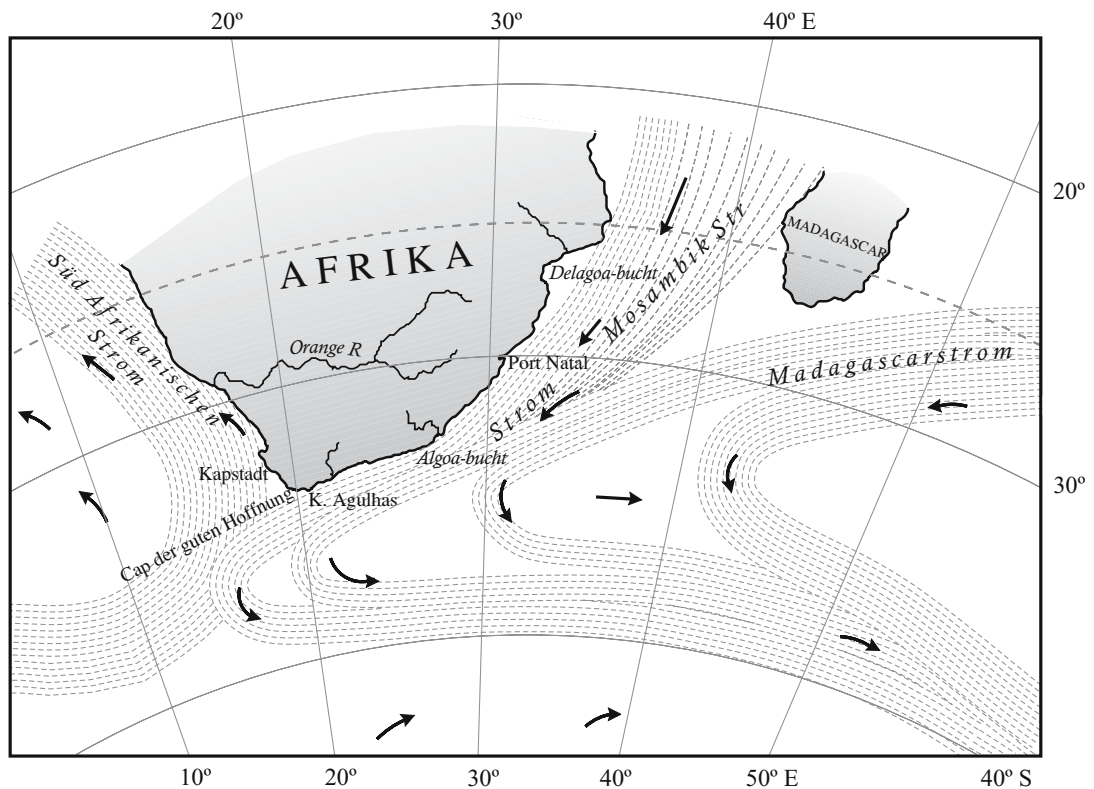 20º 30º 40º E
20º
AFRIKA
MADAGASCAR
Delagoa-bucht
Mosambik Str
Süd Afrikanischen
Strom
Orange R
Port Natal
Madagascarstrom
Strom
Algoa-bucht
Kapstadt
30º
K. Agulhas
Cap der guten Hoffnung
10º 20º 30º 40º 50º E 40º S